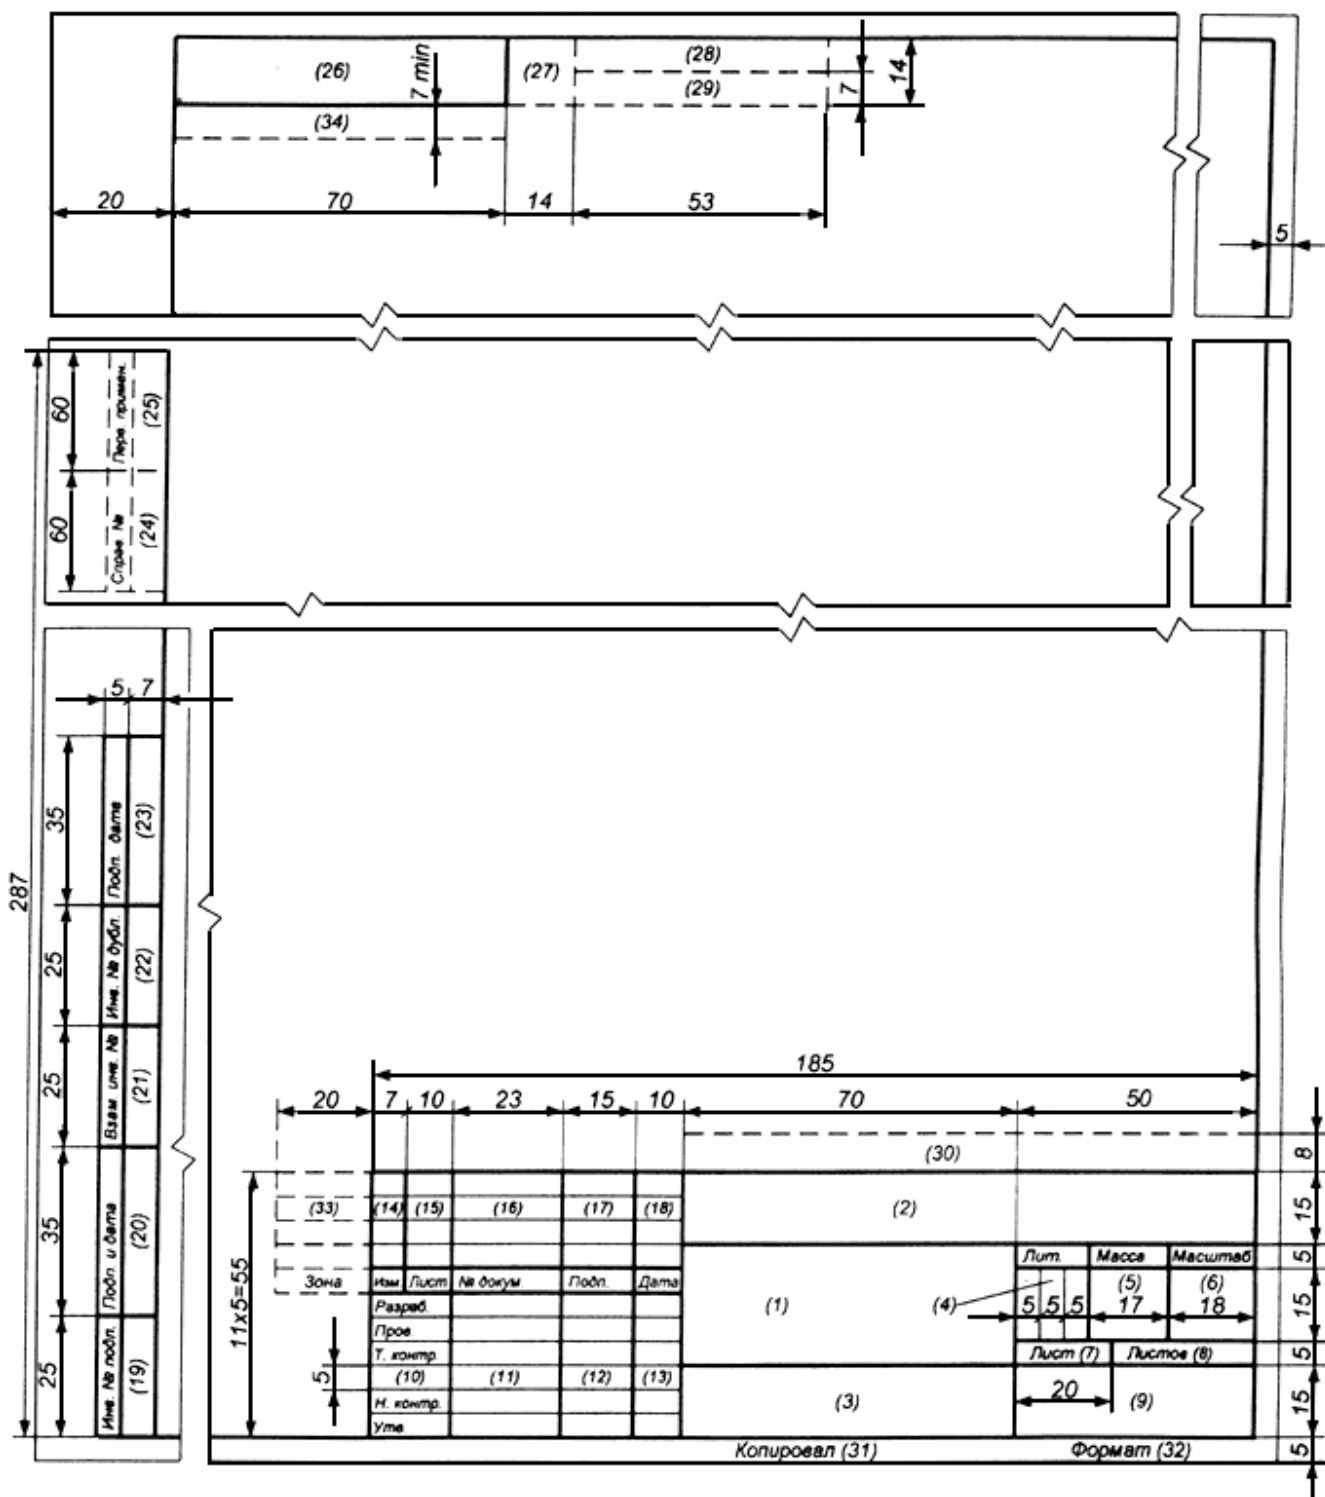 (26)
7 min
(27)
(28)
(29)
7
14
(34)
20
70
14
53
5
60
Перв. примен.
(25)
60
Справ. №
(24)
287
5
7
35
Подп. дата
(23)
25
Инв. № дубл.
(22)
25
Взам. инв. №
(21)
35
Подп. и дата
(20)
25
Инв. № подл.
(19)
185
20
7
10
23
15
10
70
50
(30)
8
(33)
(14)
(15)
(16)
(17)
(18)
(2)
15
11x5=55
Зона
Изм.
Лист
№ докум
Подп.
Дата
Лит.
Масса
Масштаб
5
Разраб.
(1)
(4)
5
5
5
(5)
17
(6)
18
15
Пров
Т. контр.
Лист (7)
Листов (8)
5
5
(10)
(11)
(12)
(13)
(3)
20
(9)
15
Н. контр.
Утв
Копировал (31)
Формат (32)
5